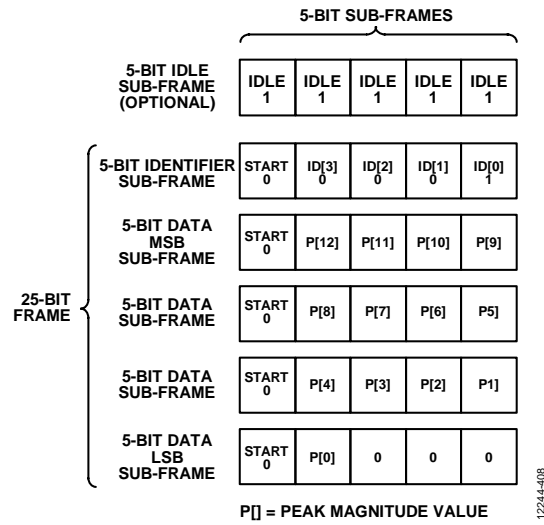 5-BIT SUB-FRAMES
5-BIT IDLE
SUB-FRAME
(OPTIONAL)
IDLE IDLE IDLE IDLE IDLE
1 1 1 1 1
5-BIT IDENTIFIER
SUB-FRAME
START ID[3] ID[2] ID[1] ID[0]
0 0 0 0 1
5-BIT DATA
MSB
SUB-FRAME
START P[12] P[11] P[10] P[9]
0
25-BIT
FRAME
5-BIT DATA
SUB-FRAME
START P[8] P[7] P[6] P5]
0
5-BIT DATA
SUB-FRAME
START P[4] P[3] P[2] P1]
0
5-BIT DATA
LSB
SUB-FRAME
START P[0] 0 0 0
0
P[] = PEAK MAGNITUDE VALUE
12244-408